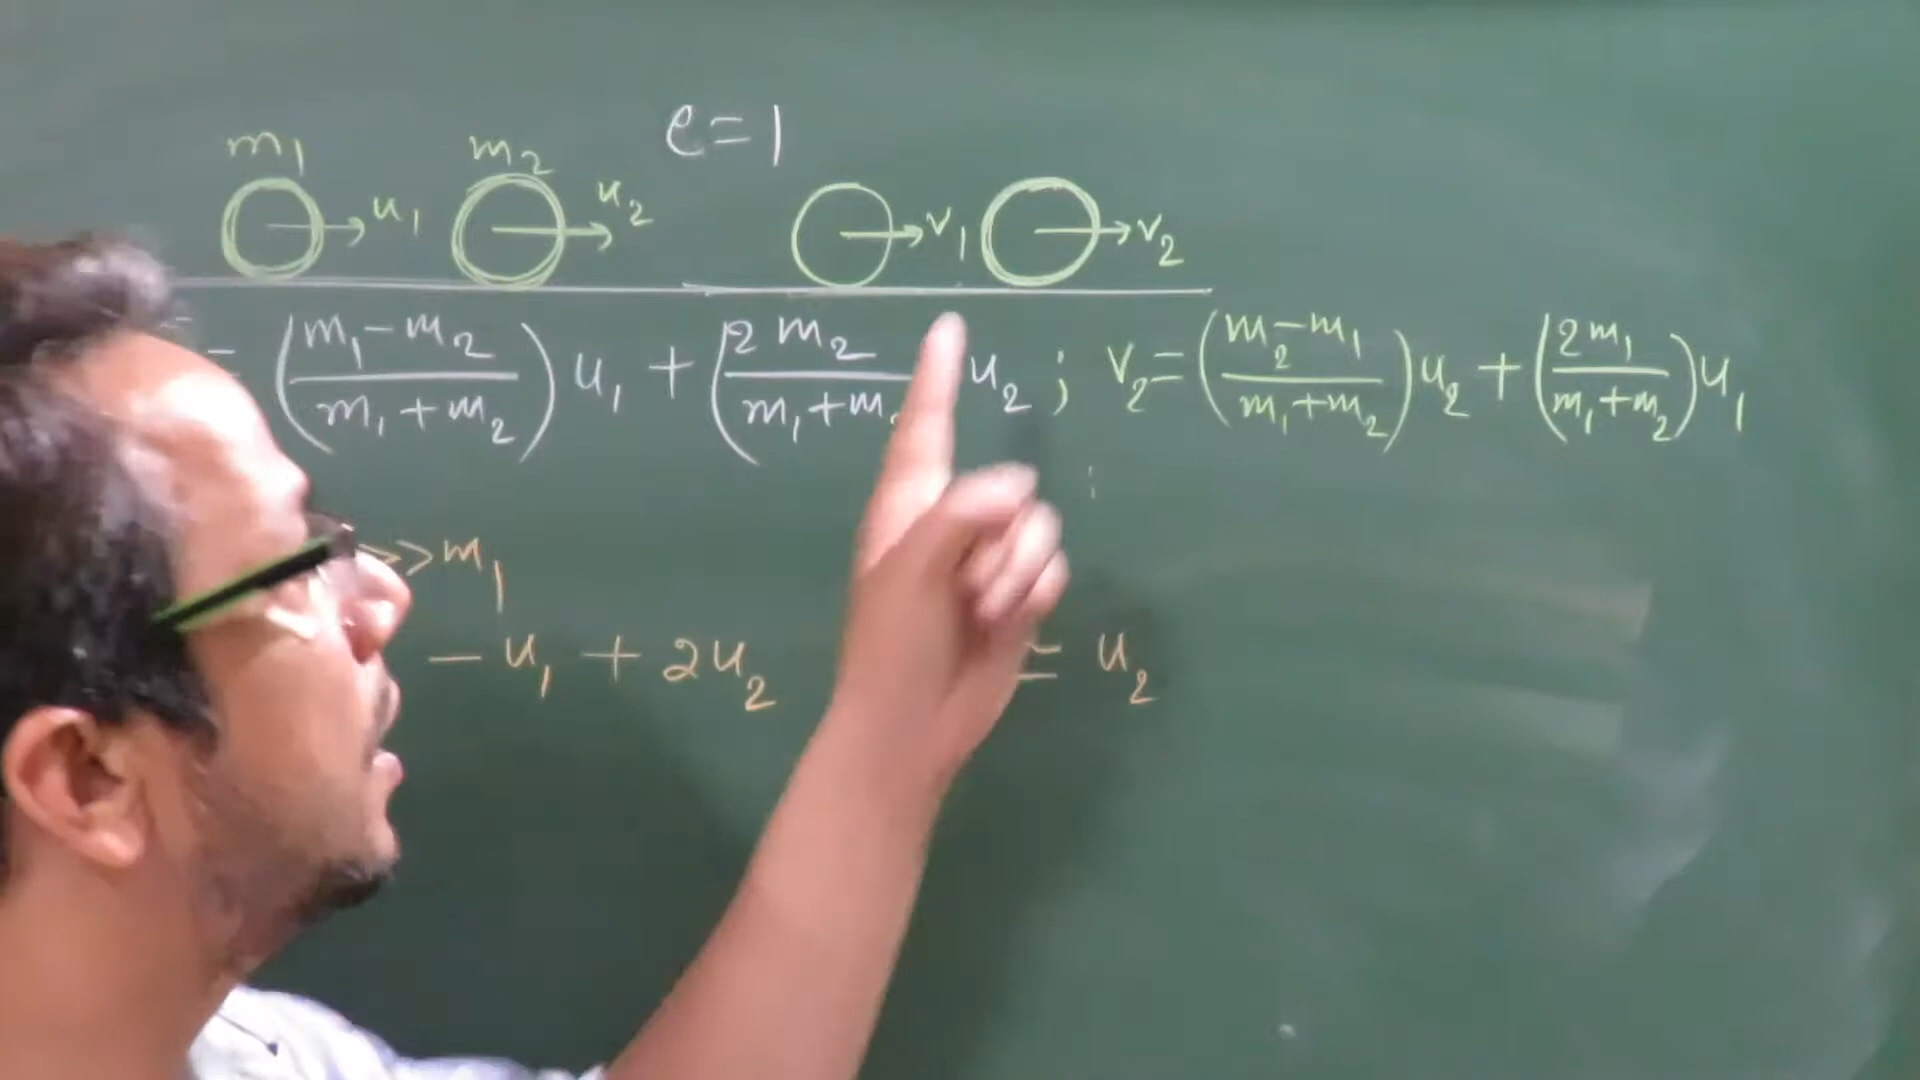 e=1
m₁ m₂
u₁ u₂ v₁ v₂
= (m₁-m₂ / m₁+m₂) u₁ + (2m₂ / m₁+m u₂ ; v₂ = (m₂-m₁ / m₁+m₂) u₂ + (2m₁ / m₁+m₂) u₁
>>m₁
-u₁ + 2u₂ = u₂